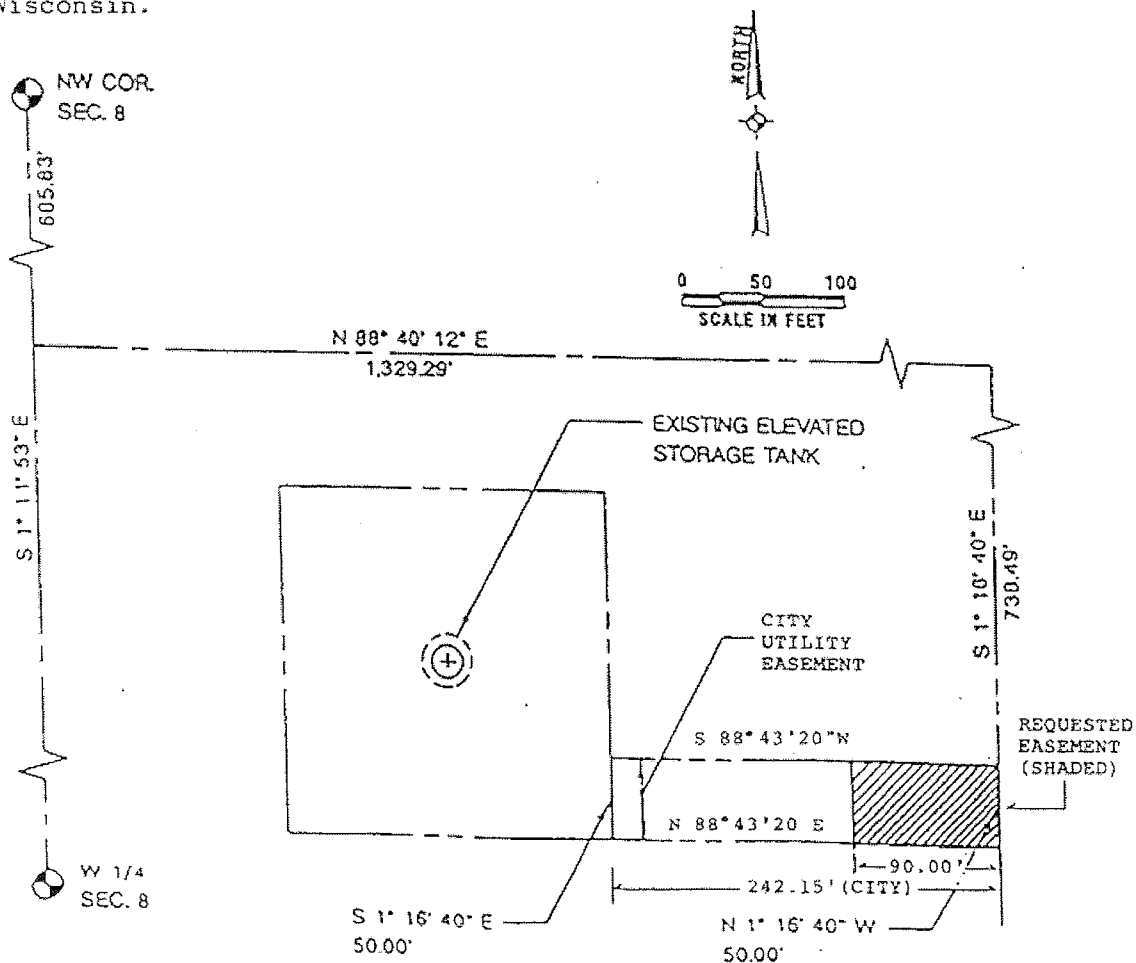 Wisconsin.
NW COR.
SEC. 8
605.83'
NORTH
0 50 100
SCALE IN FEET
N 88° 40' 12" E
1,329.29'
EXISTING ELEVATED
STORAGE TANK
S 1° 11' 53" E
S 1° 10' 40" E
738.49'
CITY
UTILITY
EASEMENT
S 88°43'20"W
REQUESTED
EASEMENT
(SHADED)
N 88°43'20 E
90.00'
242.15'(CITY)
W 1/4
SEC. 8
S 1° 16' 40" E
50.00'
N 1° 16' 40" W
50.00'